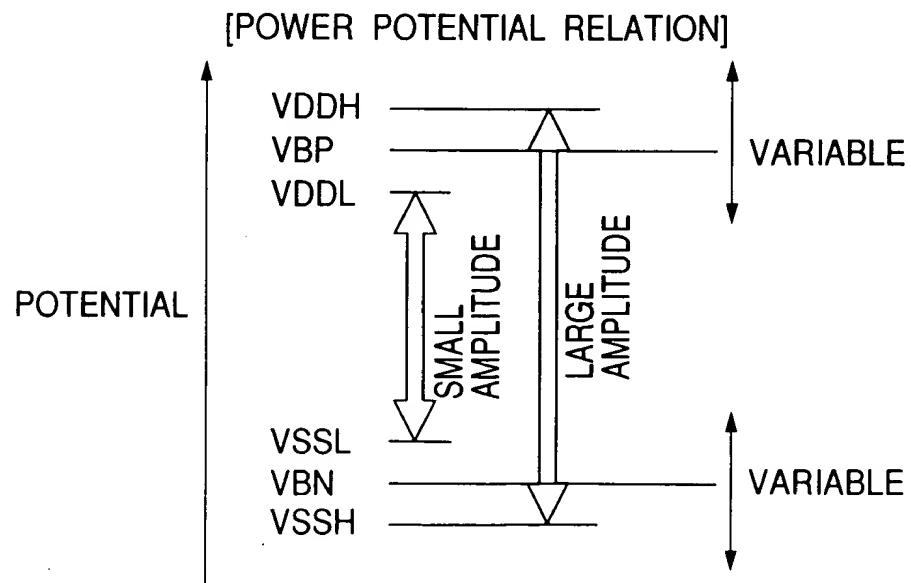 [POWER POTENTIAL RELATION]
VDDH
VBP
VARIABLE
VDDL
POTENTIAL
SMALL
AMPLITUDE
LARGE
AMPLITUDE
VSSL
VBN
VARIABLE
VSSH